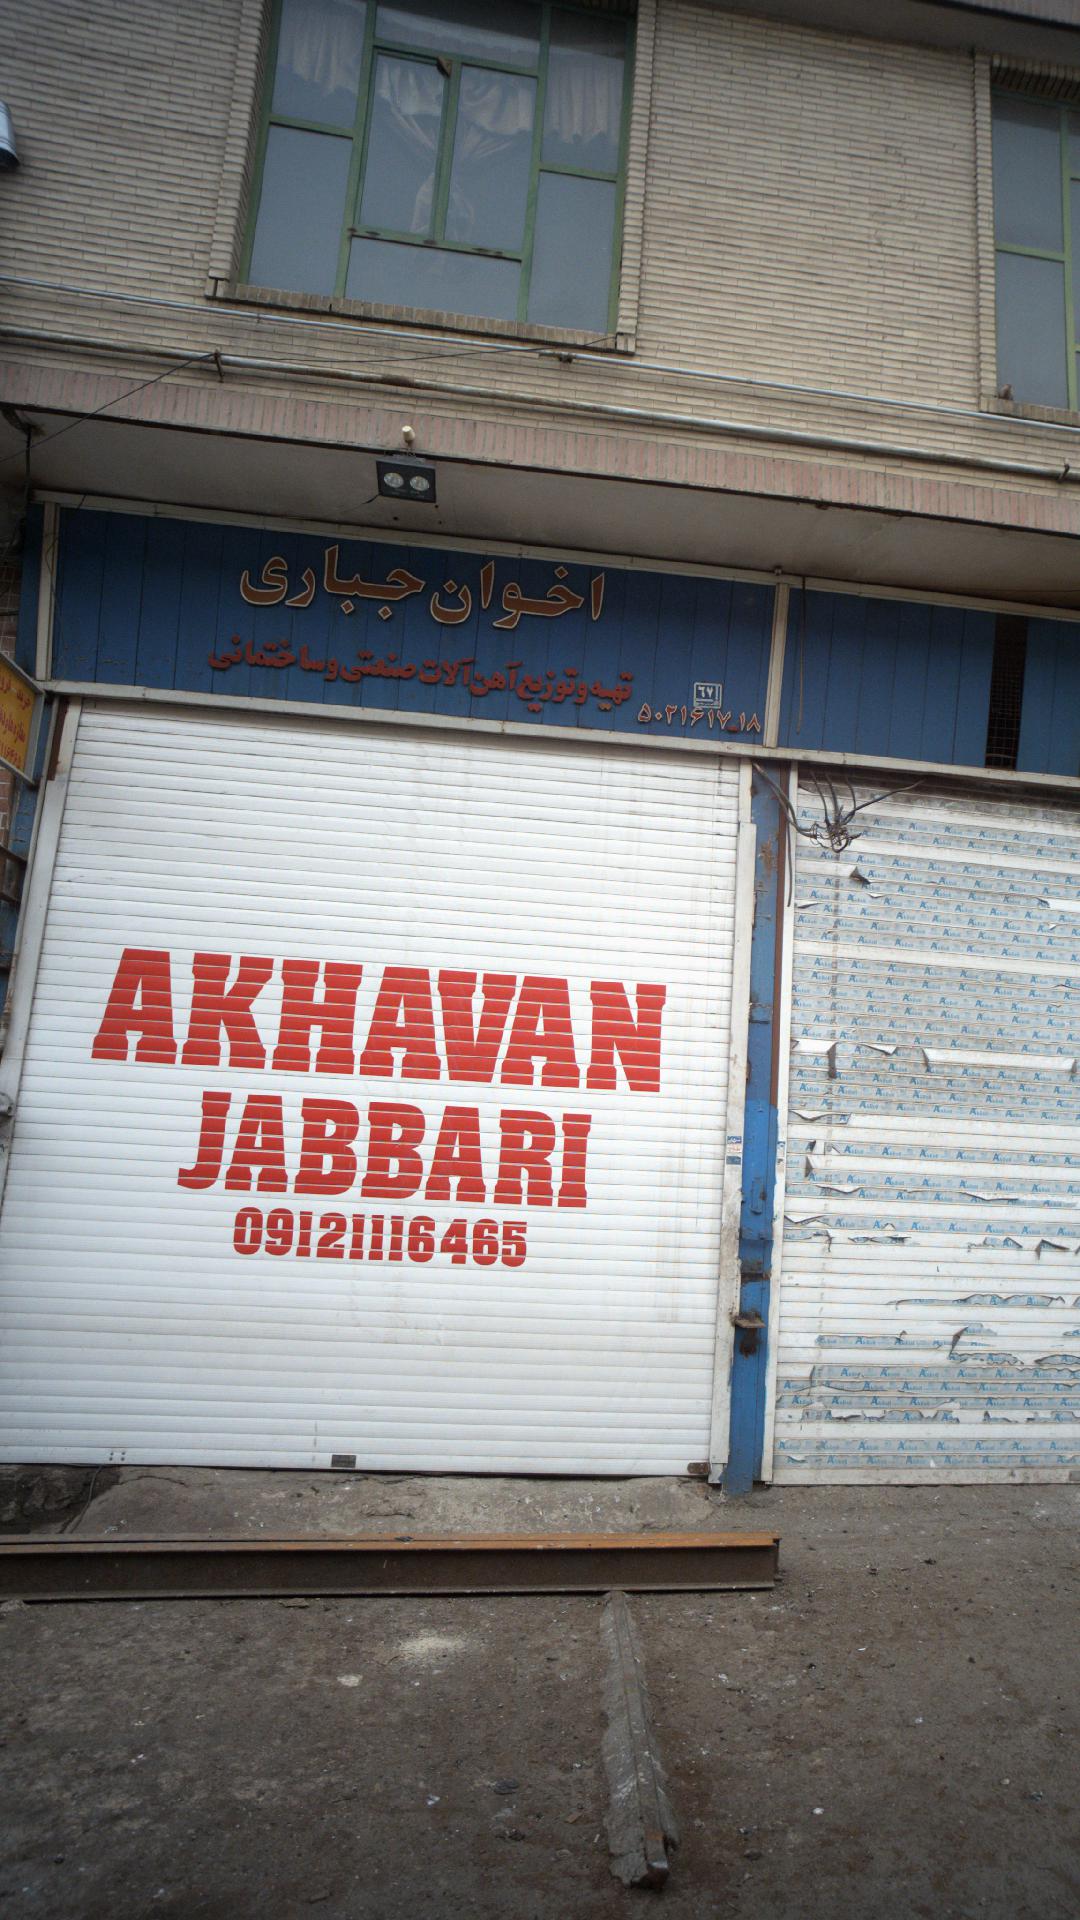 اخوان جباری
تهیه و توزیع آهن آلات صنعتی و ساختمانی
۶۷
۵۰۲۱۶۱۷_۱۸
AKHAVAN
JABBARI
09121116465